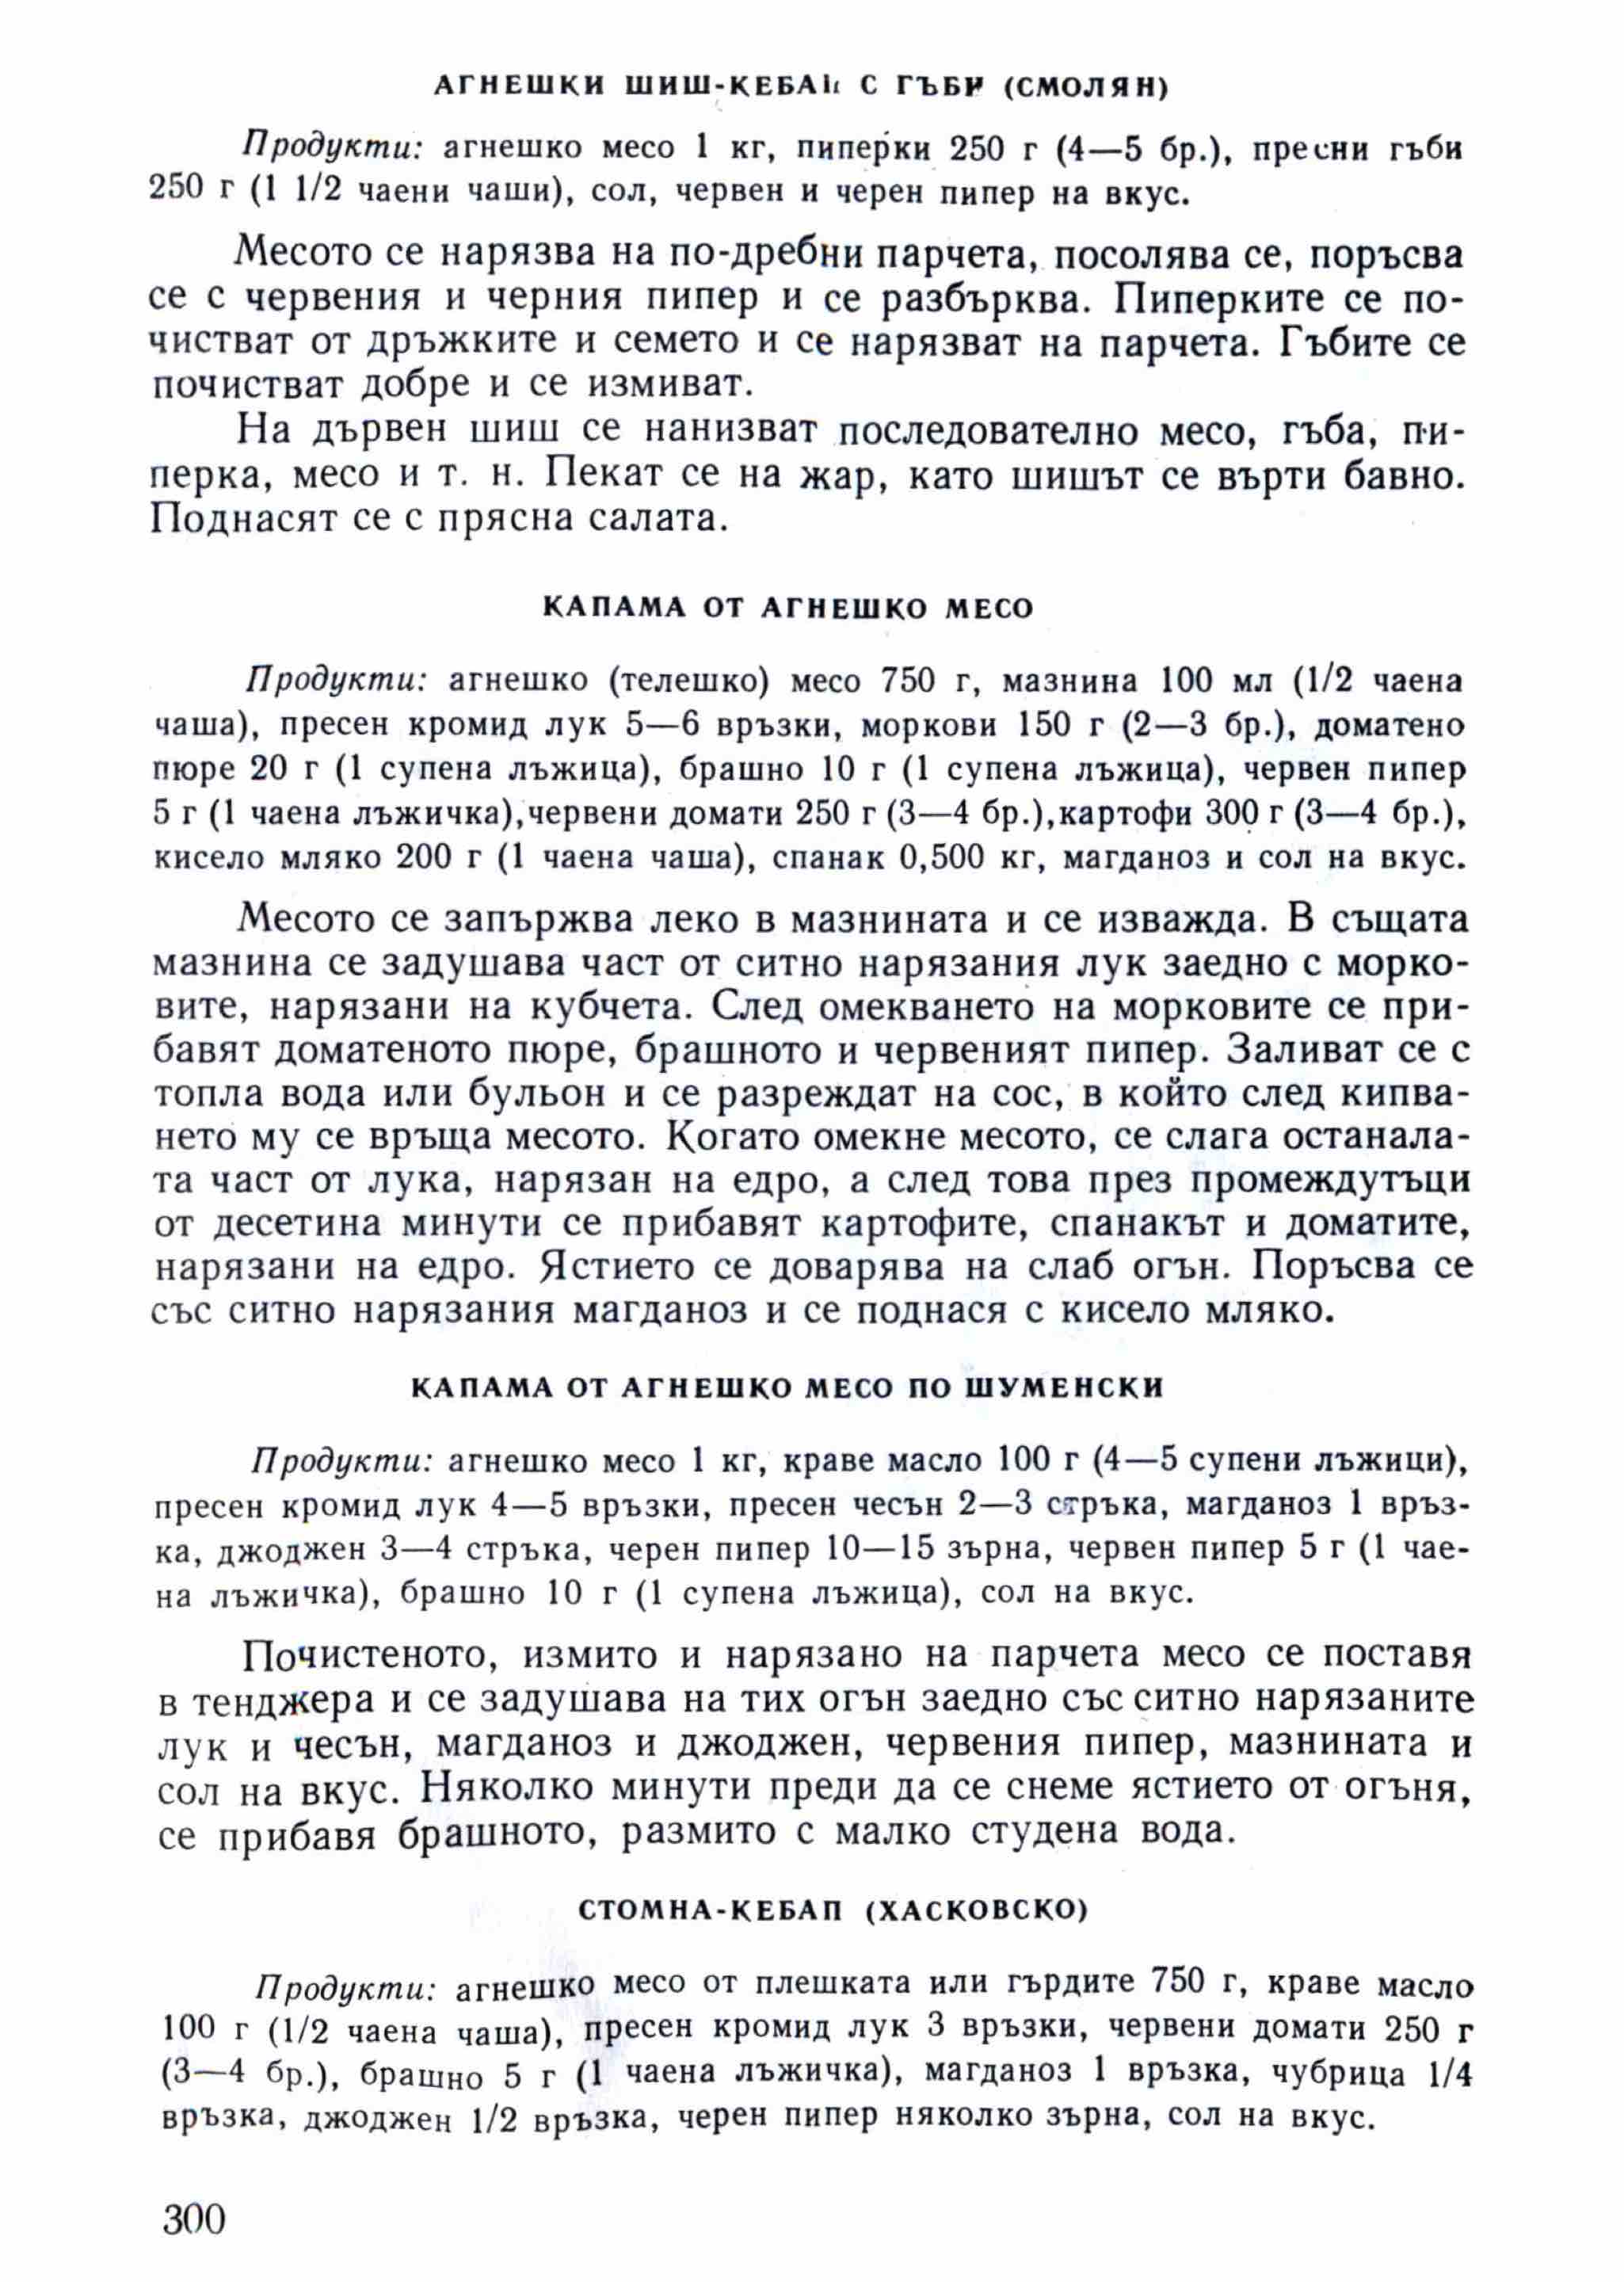 АГНЕШКИ ШИШ-КЕБАП С ГЪБИ (СМОЛЯН)
Продукти: агнешко месо 1 кг, пиперки 250 г (4—5 бр.), пресни гъби
250 г (1 1/2 чаени чаши), сол, червен и черен пипер на вкус.
Месото се нарязва на по-дребни парчета, посолява се, поръсва
се с червения и черния пипер и се разбърква. Пиперките се по-
чистват от дръжките и семето и се нарязват на парчета. Гъбите се
почистват добре и се измиват.
На дървен шиш се нанизват последователно месо, гъба, пи-
перка, месо и т. н. Пекат се на жар, като шишът се върти бавно.
Поднасят се с прясна салата.
КАПАМА ОТ АГНЕШКО МЕСО
Продукти: агнешко (телешко) месо 750 г, мазнина 100 мл (1/2 чаена
чаша), пресен кромид лук 5—6 връзки, моркови 150 г (2—3 бр.), доматено
пюре 20 г (1 супена лъжица), брашно 10 г (1 супена лъжица), червен пипер
5 г (1 чаена лъжичка), червени домати 250 г (3—4 бр.), картофи 300 г (3—4 бр.),
кисело мляко 200 г (1 чаена чаша), спанак 0,500 кг, магданоз и сол на вкус.
Месото се запържва леко в мазнината и се изважда. В същата
мазнина се задушава част от ситно нарязания лук заедно с морко-
вите, нарязани на кубчета. След омекването на морковите се при-
бавят доматеното пюре, брашното и червеният пипер. Заливат се с
топла вода или бульон и се разреждат на сос, в който след кипва-
нето му се връща месото. Когато омекне месото, се слага останала-
та част от лука, нарязан на едро, а след това през промеждутъци
от десетина минути се прибавят картофите, спанакът и доматите,
нарязани на едро. Ястието се доварява на слаб огън. Поръсва се
със ситно нарязания магданоз и се поднася с кисело мляко.
КАПАМА ОТ АГНЕШКО МЕСО ПО ШУМЕНСКИ
Продукти: агнешко месо 1 кг, краве масло 100 г (4—5 супени лъжици),
пресен кромид лук 4—5 връзки, пресен чесън 2—3 стръка, магданоз 1 връз-
ка, джоджен 3—4 стръка, черен пипер 10—15 зърна, червен пипер 5 г (1 чае-
на лъжичка), брашно 10 г (1 супена лъжица), сол на вкус.
Почистеното, измито и нарязано на парчета месо се поставя
в тенджера и се задушава на тих огън заедно със ситно нарязаните
лук и чесън, магданоз и джоджен, червения пипер, мазнината и
сол на вкус. Няколко минути преди да се снеме ястието от огъня,
се прибавя брашното, размито с малко студена вода.
СТОМНА-КЕБАП (ХАСКОВСКО)
Продукти: агнешко месо от плешката или гърдите 750 г, краве масло
100 г (1/2 чаена чаша), пресен кромид лук 3 връзки, червени домати 250 г
(3—4 бр.), брашно 5 г (1 чаена лъжичка), магданоз 1 връзка, чубрица 1/4
връзка, джоджен 1/2 връзка, черен пипер няколко зърна, сол на вкус.
300